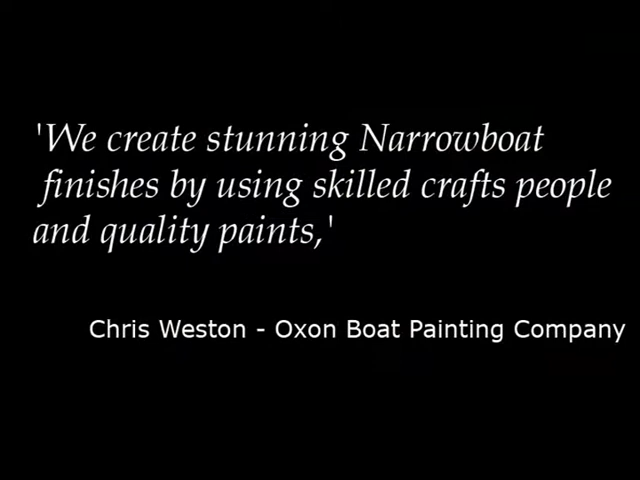 'We create stunning Narrowboat
finishes by using skilled crafts people
and quality paints,'
Chris Weston - Oxon Boat Painting Company